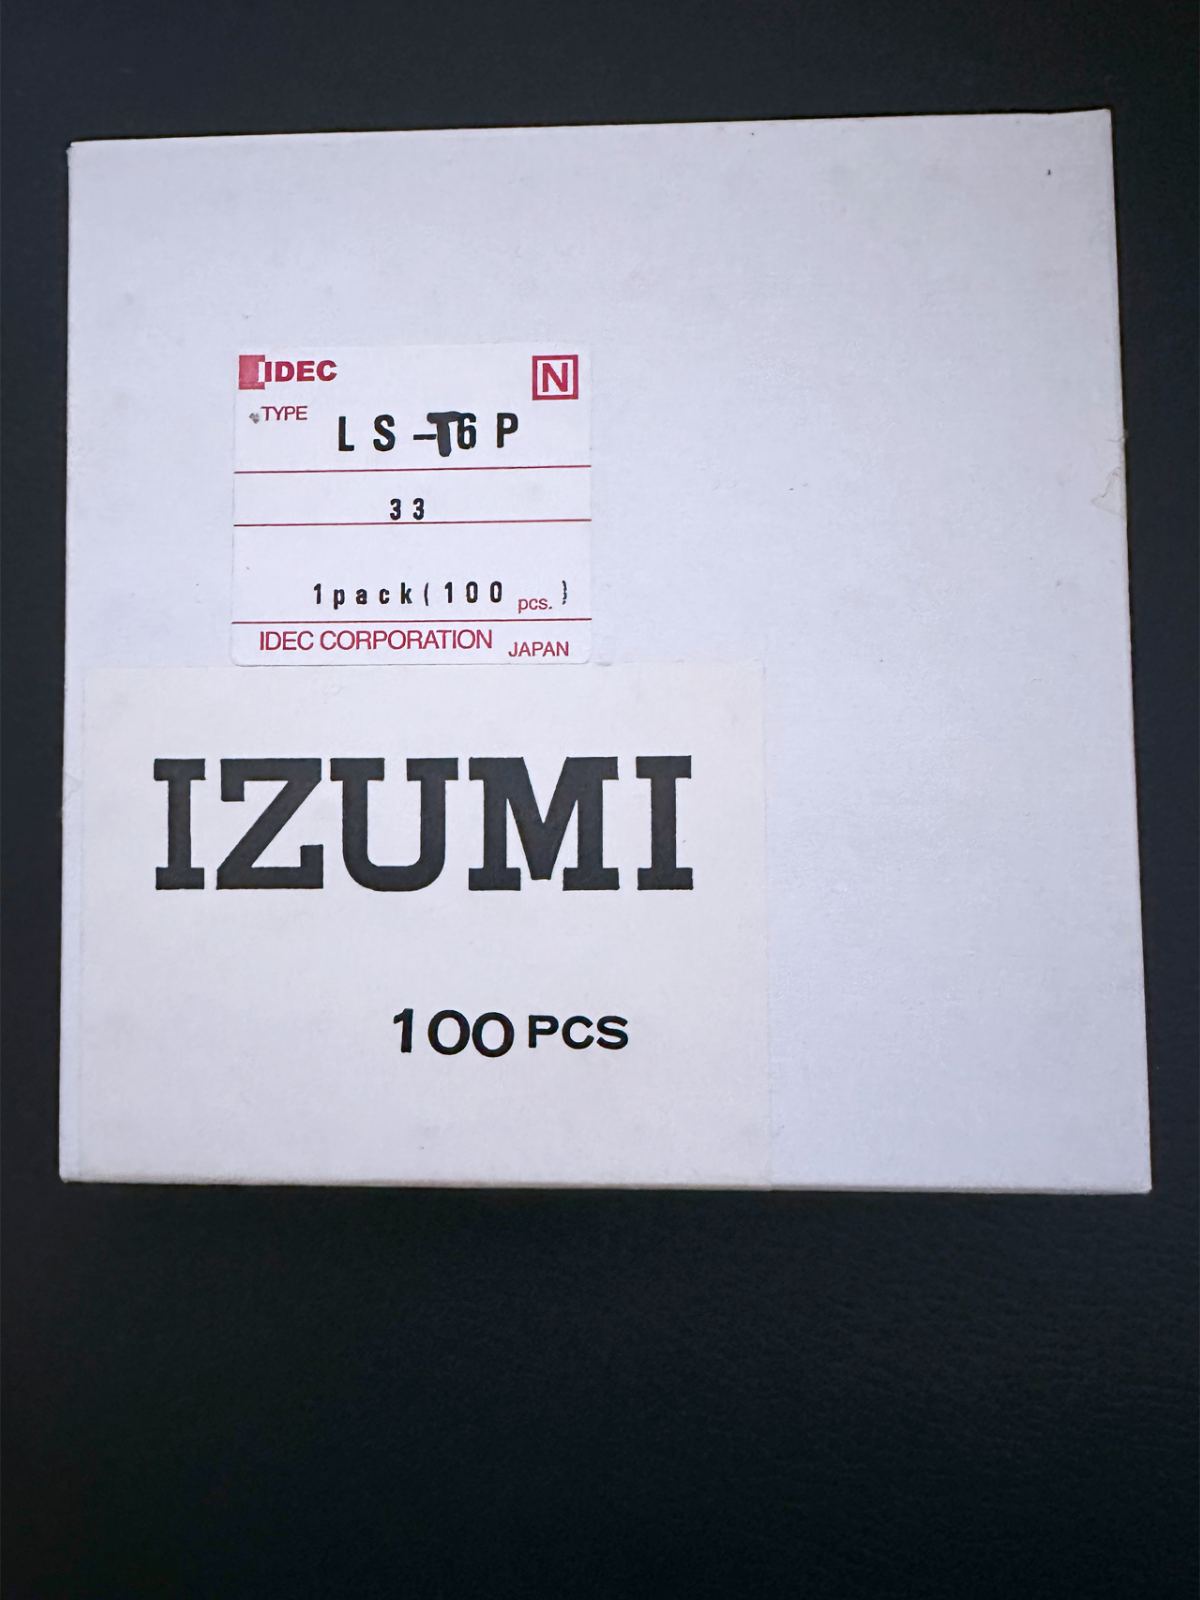 IDEC N
TYPE LS-T6P
33
1pack(100 pcs.)
IDEC CORPORATION JAPAN
IZUMI
100 PCS